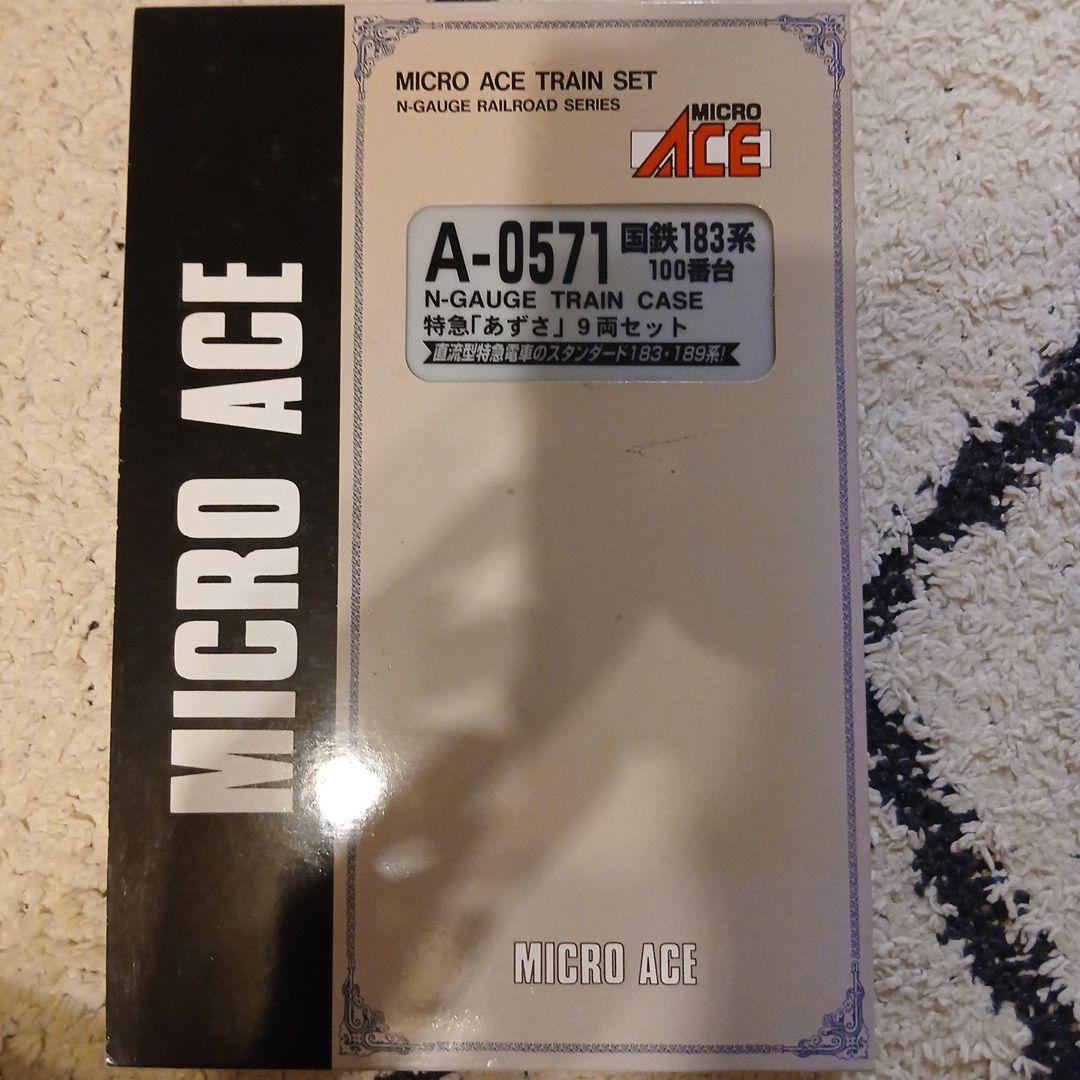 MICRO ACE
MICRO ACE TRAIN SET
N-GAUGE RAILROAD SERIES
MICRO
ACE
A-0571 国鉄183系
100番台
N-GAUGE TRAIN CASE
特急「あずさ」9両セット
直流型特急電車のスタンダード183・189系!
MICRO ACE